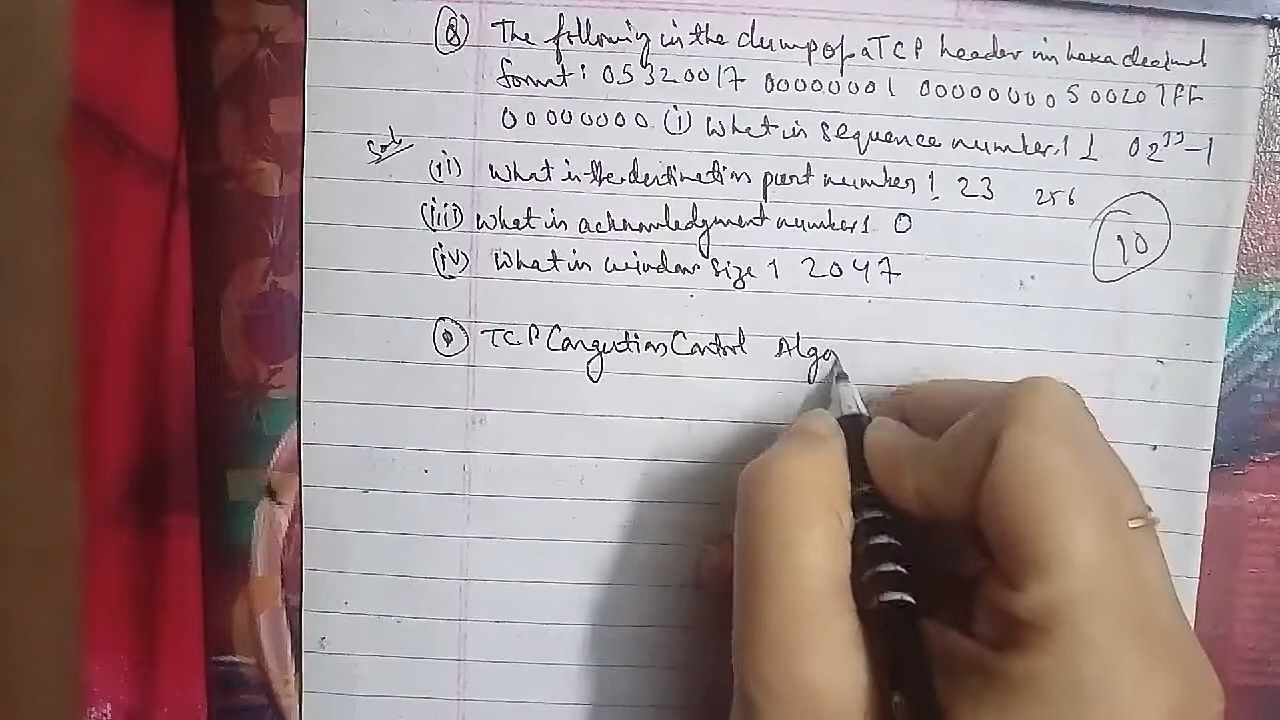 Q The following is the dump of a TCP header in hexadecimal
format: 05320017 00000001 00000000 500207FF
00000000 (i) What is sequence number? 1 0 2³²-1
Sol
(ii) What is the destination port number? 23 256
(iii) What is acknowledgment number? 0
10
(iv) What is window size? 2047
TCP Congestion Control Algo